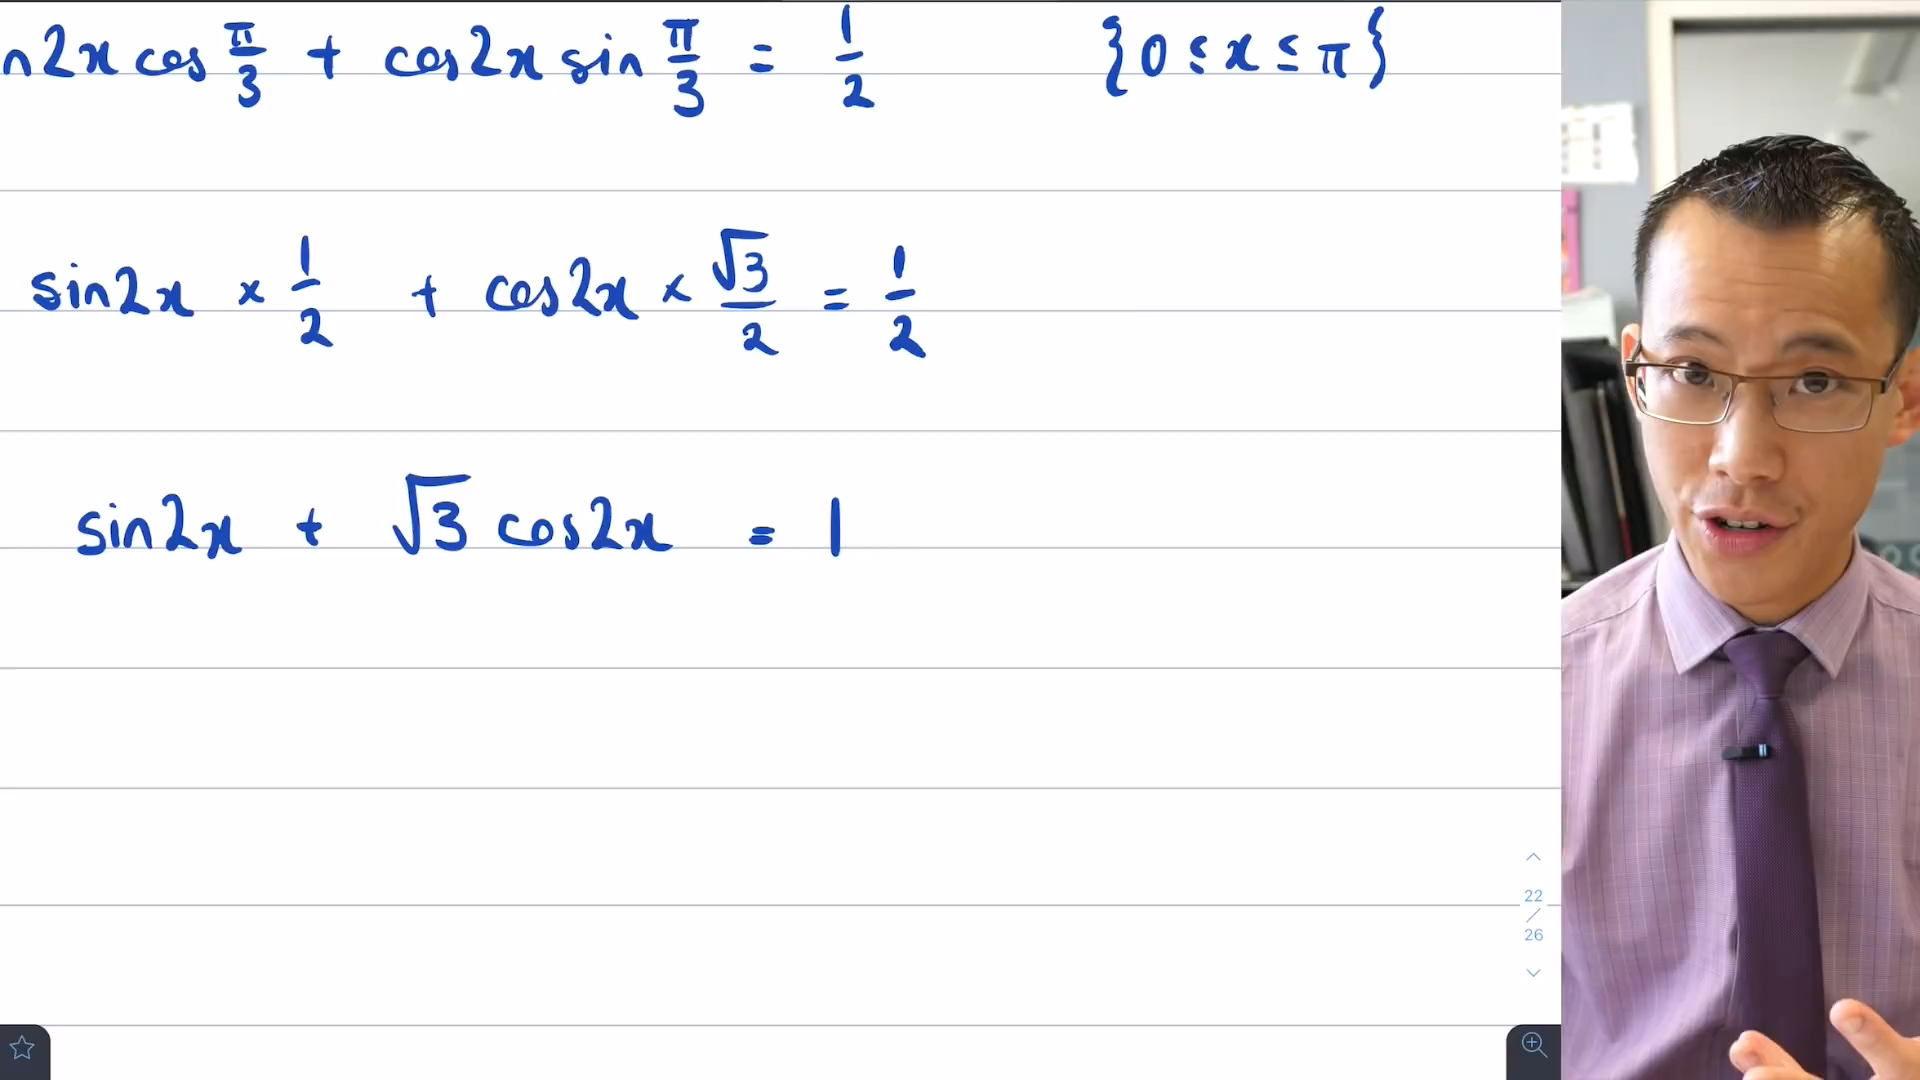 n2x cos π/3 + cos2x sin π/3 = 1/2 {0 ≤ x ≤ π}
sin2x × 1/2 + cos2x × √3/2 = 1/2
sin2x + √3 cos2x = 1
22
/
26